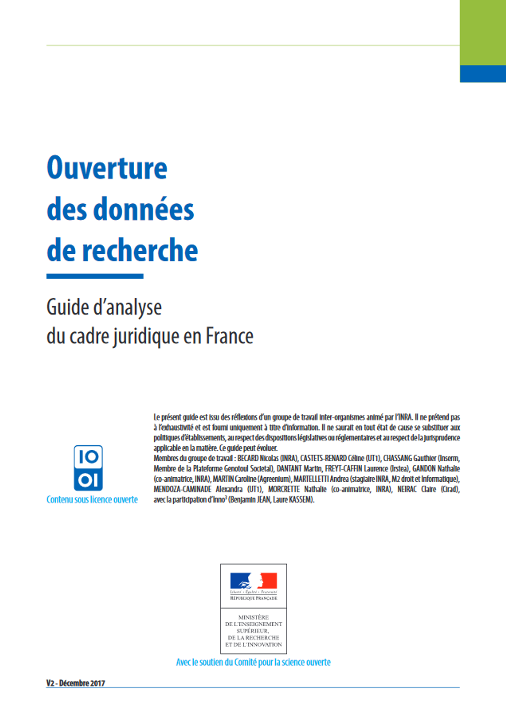 Ouverture
des données
de recherche
Guide d'analyse
du cadre juridique en France
Le présent guide est issu des réflexions d'un groupe de travail inter-organismes animé par l'INRA. Il ne prétend pas
à l'exhaustivité et est fourni uniquement à titre d'information. Il ne saurait en tout état de cause se substituer aux
politiques d'établissements, au respect des dispositions législatives ou réglementaires et au respect de la jurisprudence
applicable en la matière. Ce guide peut évoluer.
Membres du groupe de travail : BECARD Nicolas (INRA), CASTETS-RENARD Céline (UT1), CHASSANG Gauthier (Inserm,
Membre de la Plateforme Genotoul Societal), DANTANT Martin, FREYT-CAFFIN Laurence (Irstea), GANDON Nathalie
(co-animatrice, INRA), MARTIN Caroline (Agreenium), MARTELLETTI Andrea (stagiaire INRA, M2 droit et informatique),
MENDOZA-CAMINADE Alexandra (UT1), MORCRETTE Nathalie (co-animatrice, INRA), NEIRAC Claire (Cirad),
avec la participation d'Inno³ (Benjamin JEAN, Laure KASSEM).
IO
OI
Contenu sous licence ouverte
Liberté • Égalité • Fraternité
RÉPUBLIQUE FRANÇAISE
MINISTÈRE
DE L'ENSEIGNEMENT
SUPÉRIEUR,
DE LA RECHERCHE
ET DE L'INNOVATION
Avec le soutien du Comité pour la science ouverte
V2 - Décembre 2017